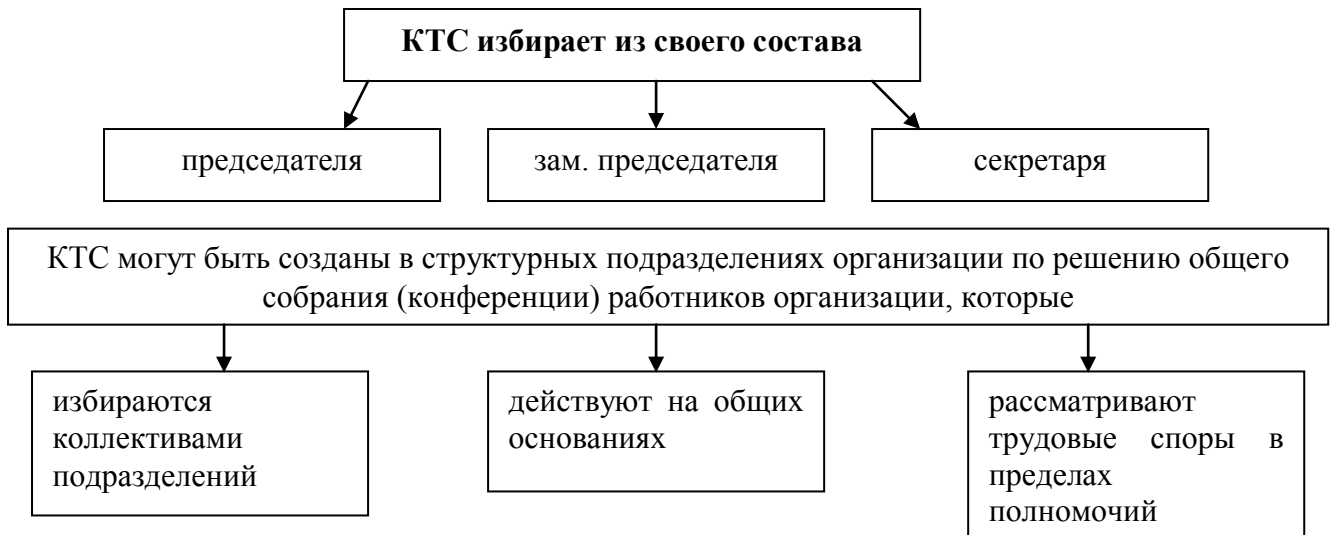 КТС избирает из своего состава
председателя
зам. председателя
секретаря
КТС могут быть созданы в структурных подразделениях организации по решению общего
собрания (конференции) работников организации, которые
избираются
коллективами
подразделений
действуют на общих
основаниях
рассматривают
трудовые споры в
пределах
полномочий